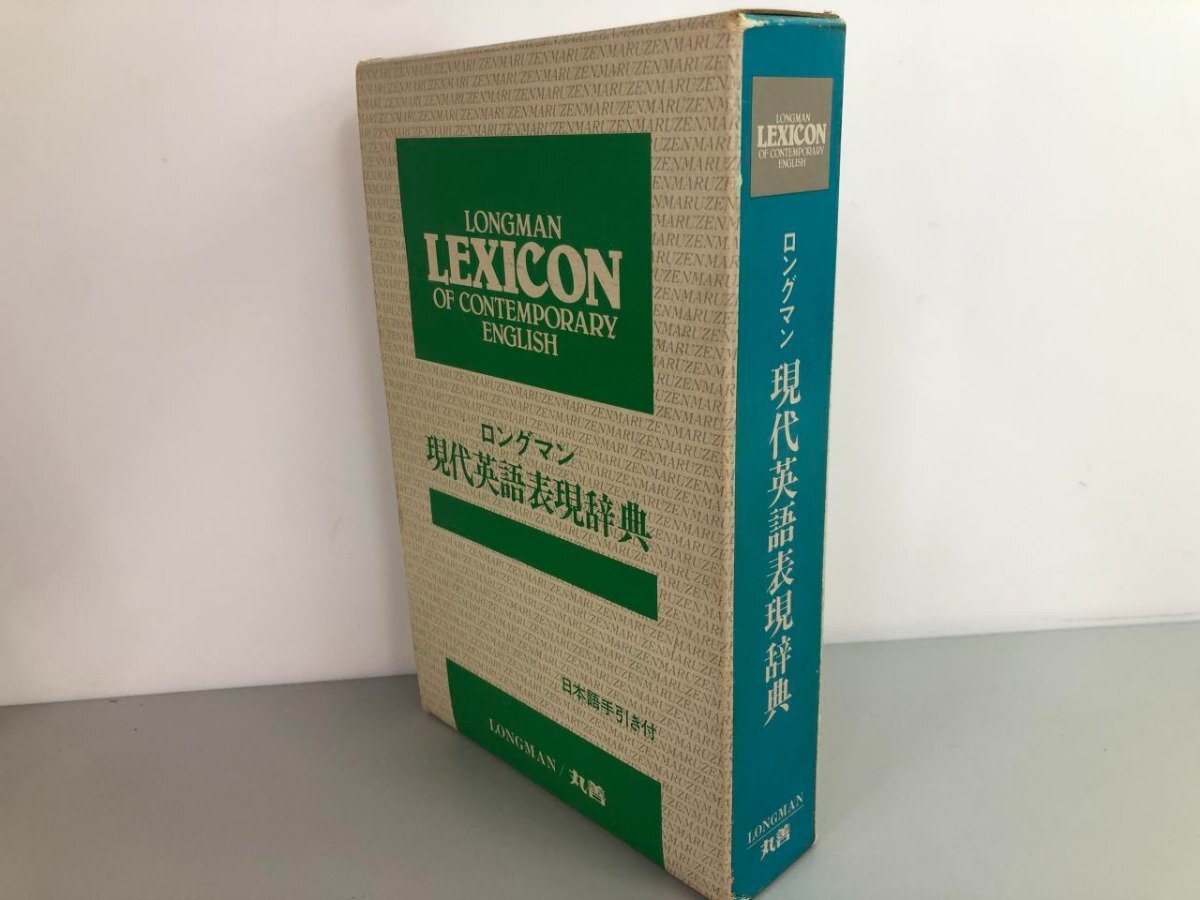 LONGMAN
LEXICON
OF CONTEMPORARY
ENGLISH
ロングマン
現代英語表現辞典
日本語手引き付
LONGMAN/丸善
LONGMAN
LEXICON
OF CONTEMPORARY
ENGLISH
ロングマン 現代英語表現辞典
LONGMAN
丸善